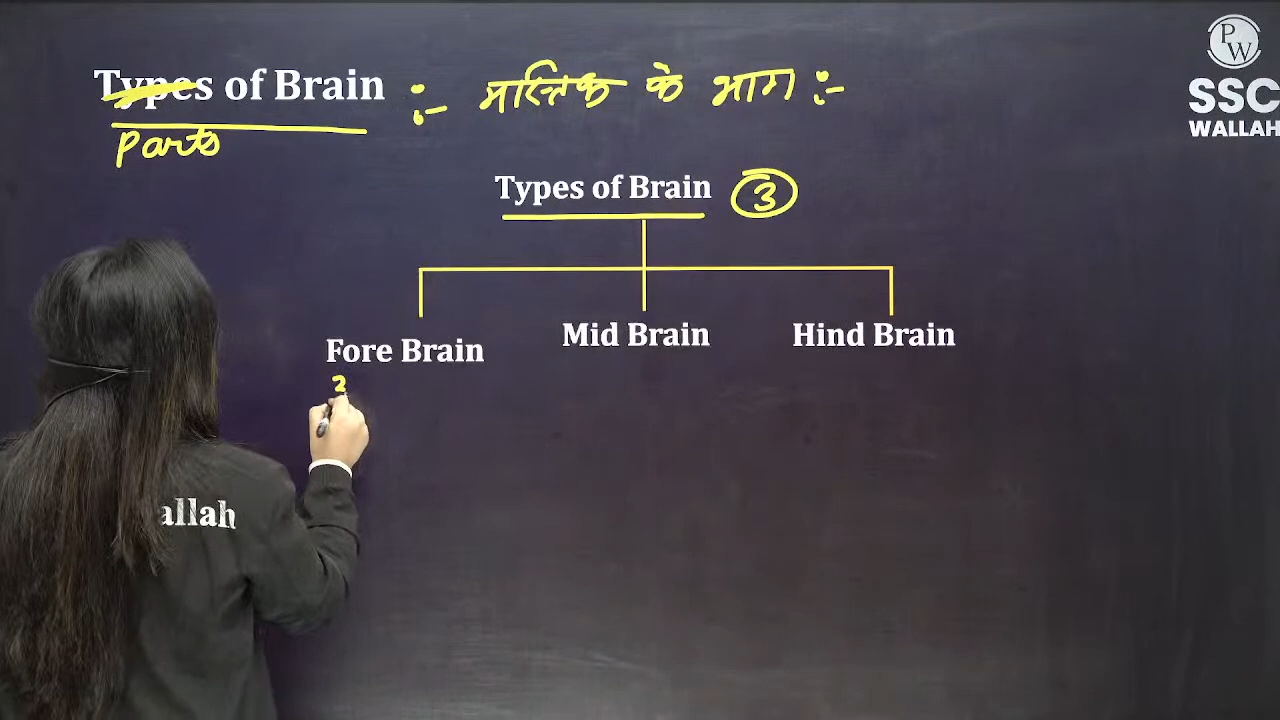 Types of Brain :- मस्तिष्क के भाग :-
Parts
PW
SSC
WALLAH
Types of Brain 3
Fore Brain
Mid Brain
Hind Brain
2
allah